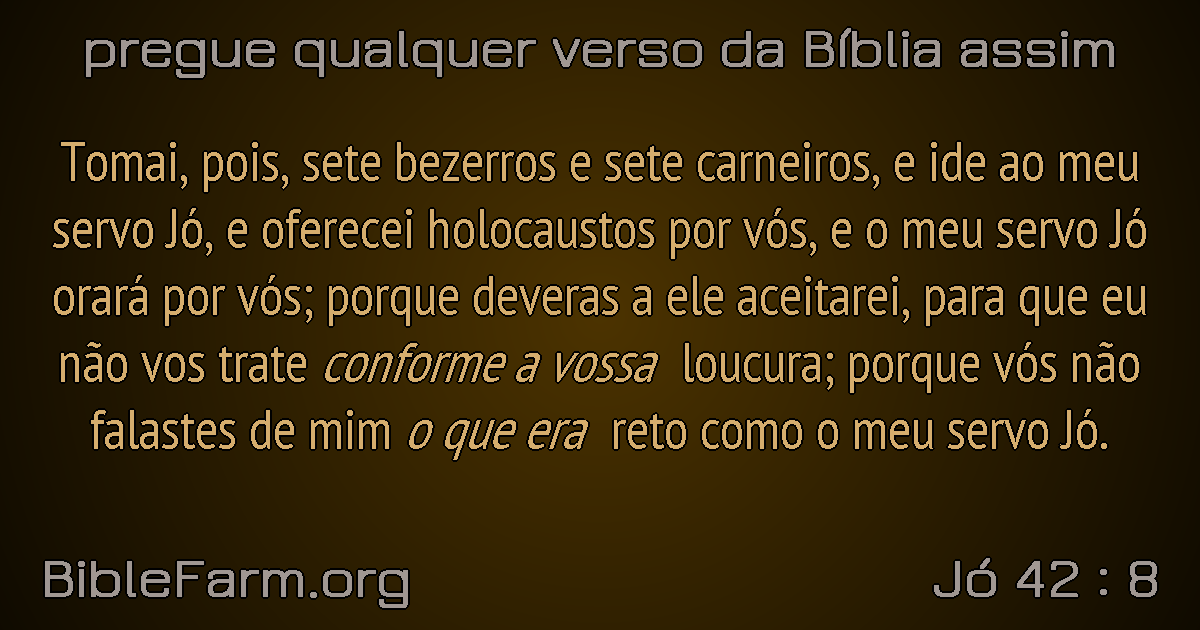 pregue qualquer verso da Bíblia assim
Tomai, pois, sete bezerros e sete carneiros, e ide ao meu
servo Jó, e oferecei holocaustos por vós, e o meu servo Jó
orará por vós; porque deveras a ele aceitarei, para que eu
não vos trate conforme a vossa loucura; porque vós não
falastes de mim o que era reto como o meu servo Jó.
BibleFarm.org
Jó 42 : 8